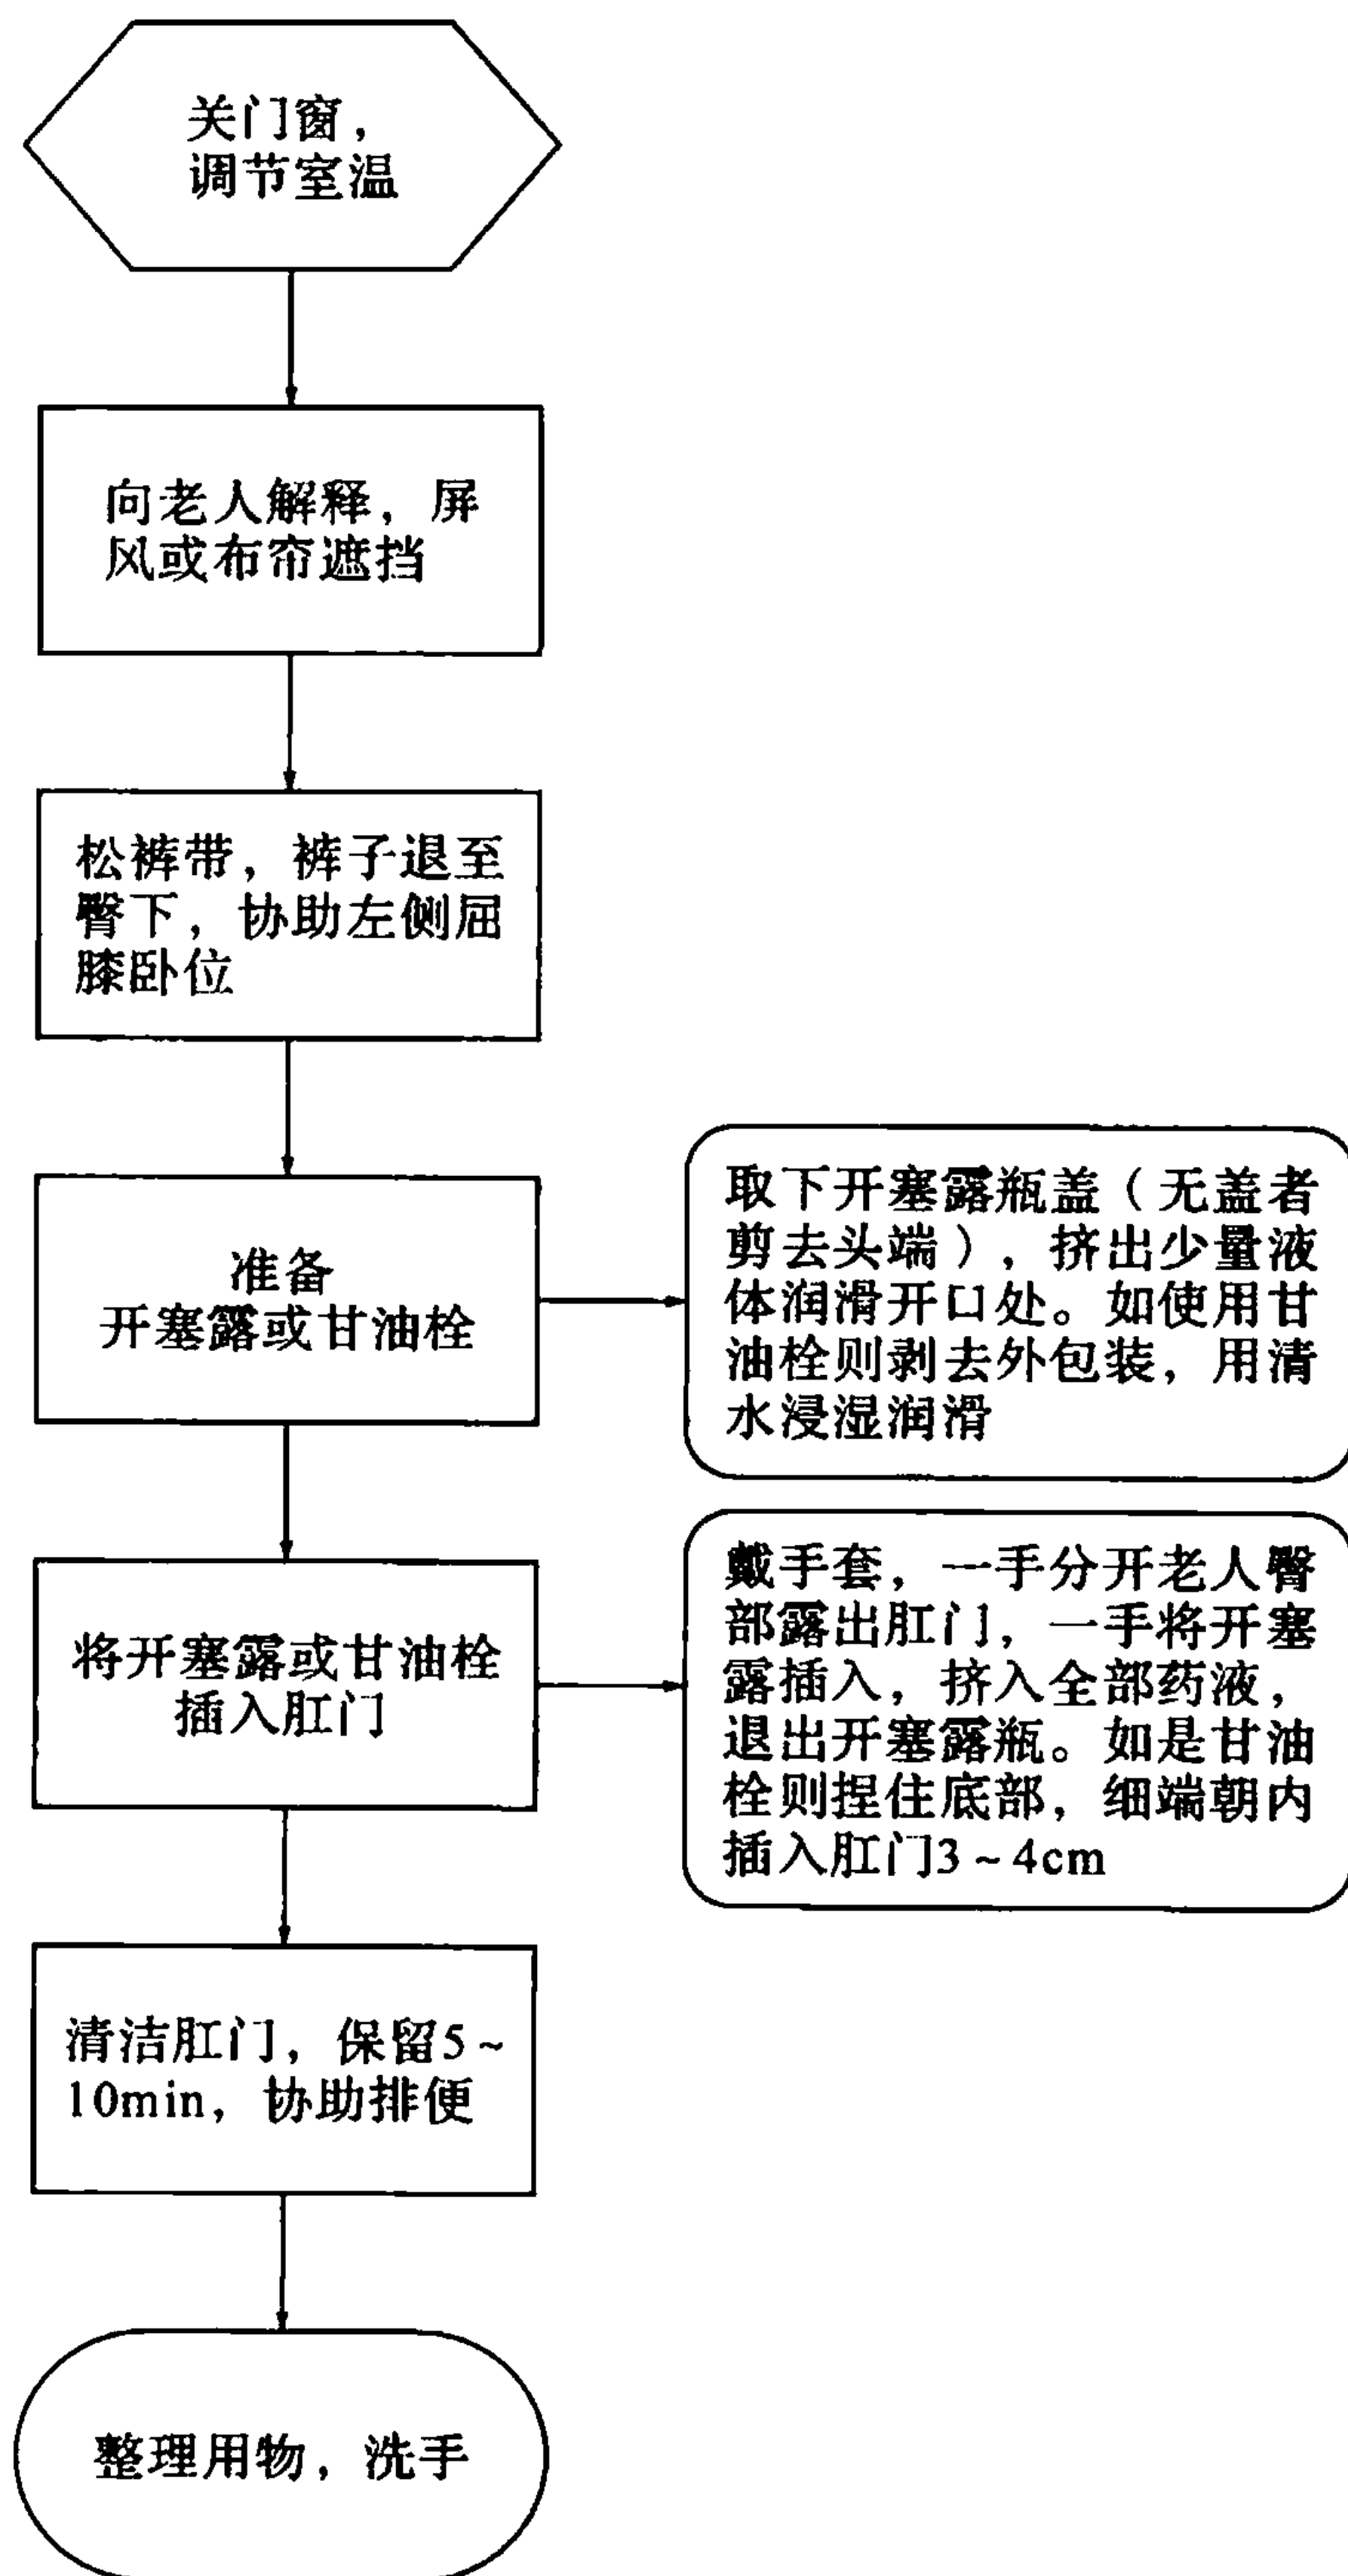 关门窗，
调节室温
向老人解释，屏
风或布帘遮挡
松裤带，裤子退至
臀下，协助左侧屈
膝卧位
准备
开塞露或甘油栓
取下开塞露瓶盖（无盖者
剪去头端），挤出少量液
体润滑开口处。如使用甘
油栓则剥去外包装，用清
水浸湿润滑
将开塞露或甘油栓
插入肛门
戴手套，一手分开老人臀
部露出肛门，一手将开塞
露插入，挤入全部药液，
退出开塞露瓶。如是甘油
栓则捏住底部，细端朝内
插入肛门3~4cm
清洁肛门，保留5~
10min，协助排便
整理用物，洗手